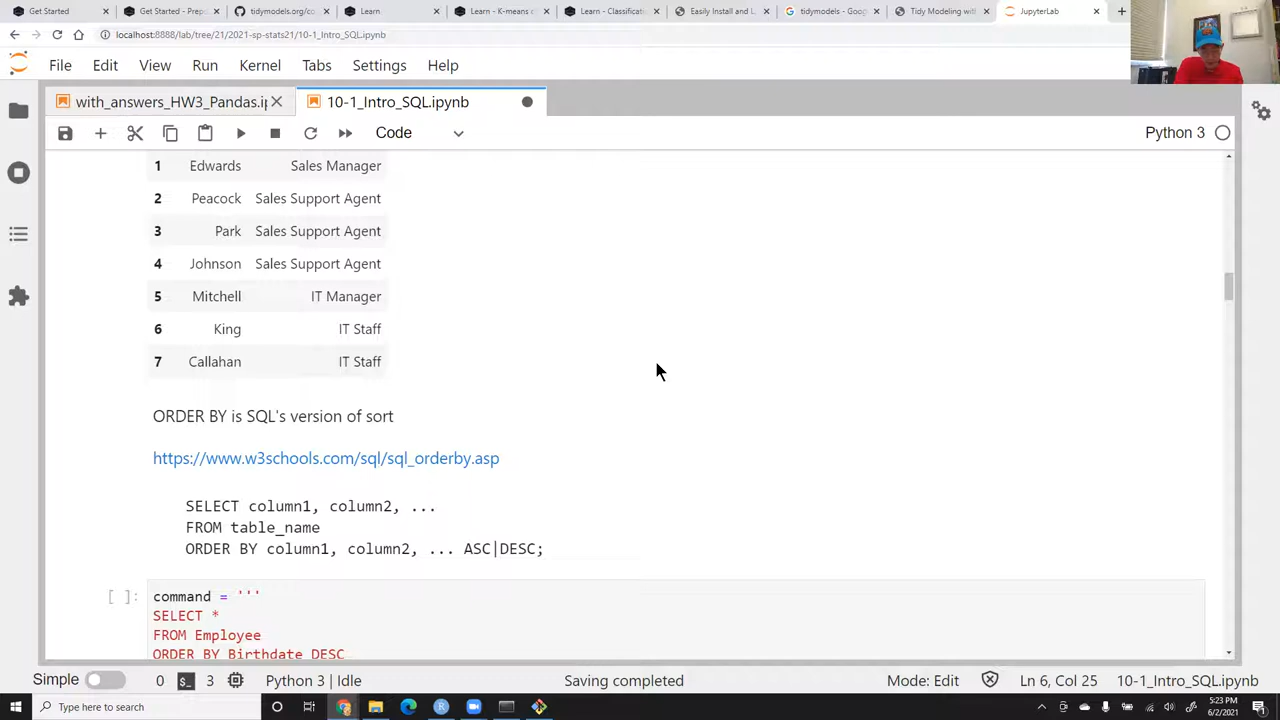 Get Started
Get Started - Prepa
tidymodels.org/co
Learn
Learn - K-means c
Learn - Classificati
Easily Install and L
tidymodels - Goog
Tidy Modeling with
JupyterLab
localhost:8888/lab/tree/21/2021-sp-stats21/10-1_Intro_SQL.ipynb
File Edit View Run Kernel Tabs Settings Help
with_answers_HW3_Pandas.ip
10-1_Intro_SQL.ipynb
Code
Python 3
1 Edwards Sales Manager
2 Peacock Sales Support Agent
3 Park Sales Support Agent
4 Johnson Sales Support Agent
5 Mitchell IT Manager
6 King IT Staff
7 Callahan IT Staff
ORDER BY is SQL's version of sort
https://www.w3schools.com/sql/sql_orderby.asp
SELECT column1, column2, ...
FROM table_name
ORDER BY column1, column2, ... ASC|DESC;
[ ]: command = '''
SELECT *
FROM Employee
ORDER BY Birthdate DESC
Simple 0 $_ 3 Python 3 | Idle Saving completed Mode: Edit Ln 6, Col 25 10-1_Intro_SQL.ipynb
Type here to search
5:23 PM
6/2/2021